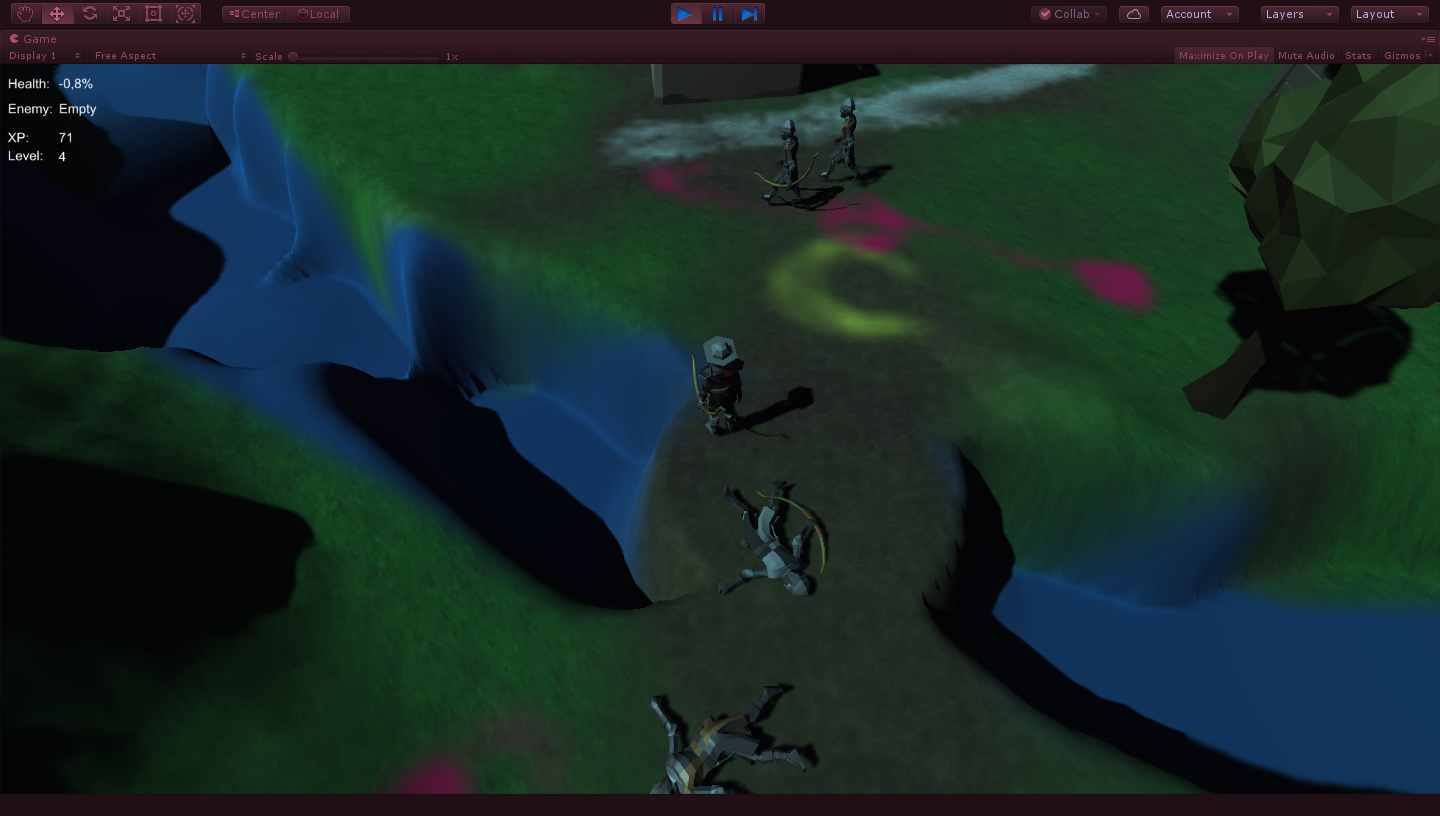 Center Local Collab Account Layers Layout
Game
Display 1 Free Aspect Scale 1x Maximize On Play Mute Audio Stats Gizmos
Health: -0,8%
Enemy: Empty
XP: 71
Level: 4